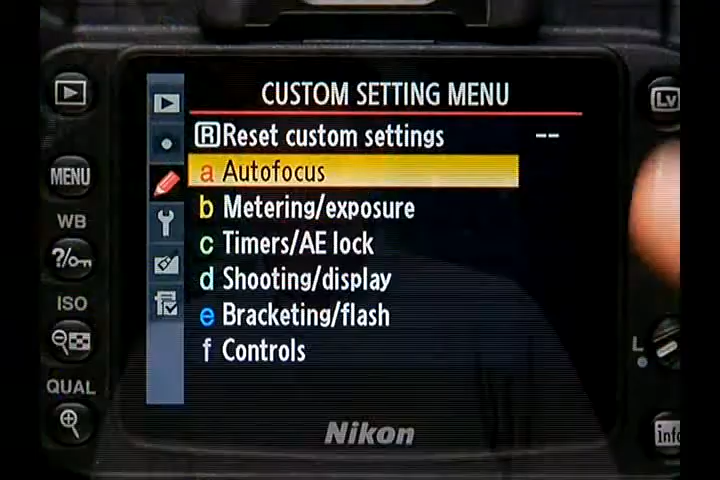 CUSTOM SETTING MENU
R Reset custom settings --
a Autofocus
b Metering/exposure
c Timers/AE lock
d Shooting/display
e Bracketing/flash
f Controls
Nikon
MENU
WB
?/
ISO
QUAL
Lv
L
info